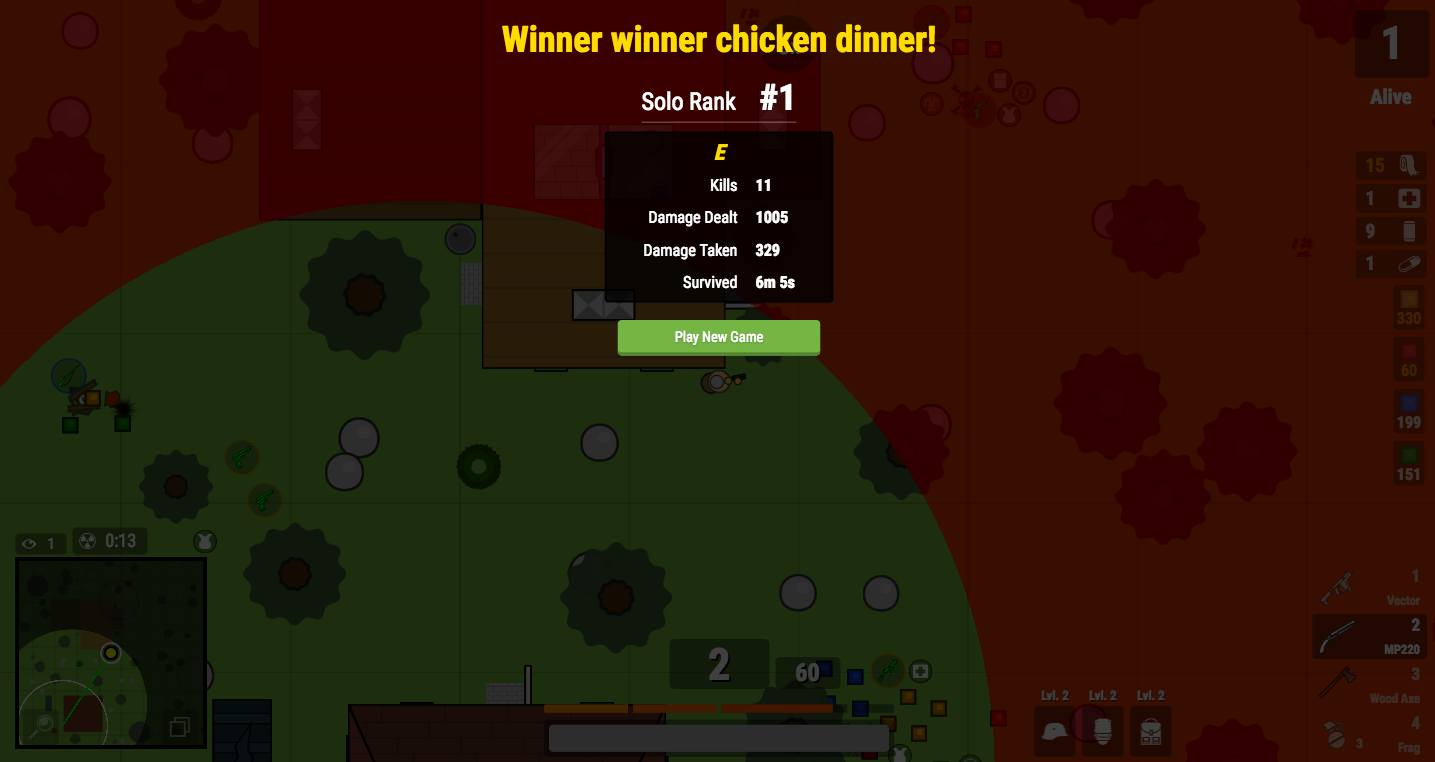 Winner winner chicken dinner!
1
Alive
Solo Rank #1
E
Kills 11
Damage Dealt 1005
Damage Taken 329
Survived 6m 5s
Play New Game
15
1
9
1
330
60
199
151
1
0:13
2
60
Lvl. 2
Lvl. 2
Lvl. 2
1
Vector
2
MP220
3
Wood Axe
4
3
Frag